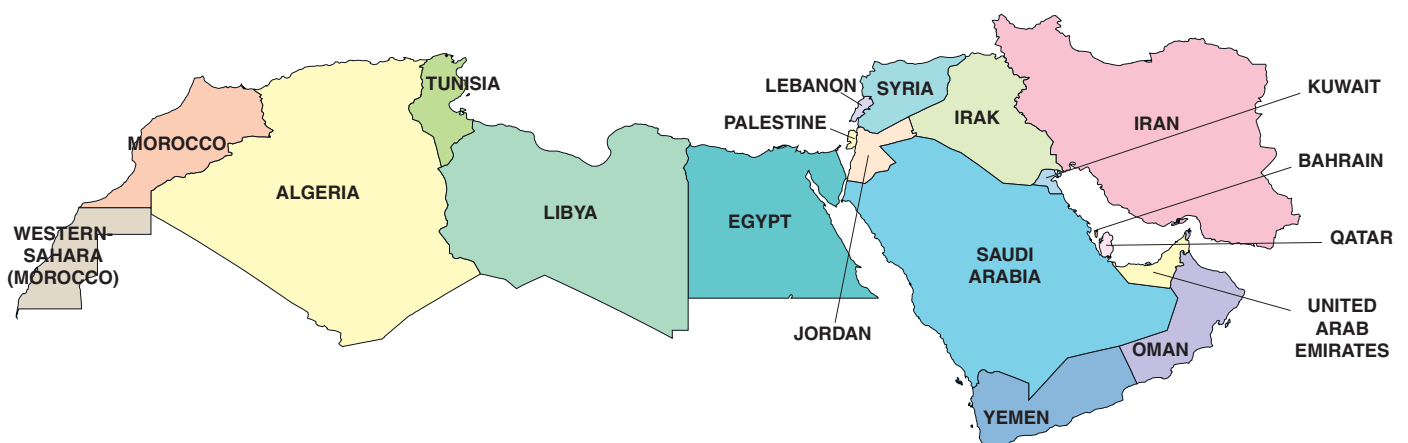 TUNISIA
LEBANON
SYRIA
KUWAIT
MOROCCO
PALESTINE
IRAK
IRAN
BAHRAIN
ALGERIA
LIBYA
EGYPT
WESTERN-
SAHARA
(MOROCCO)
SAUDI
ARABIA
QATAR
JORDAN
UNITED
ARAB
EMIRATES
OMAN
YEMEN